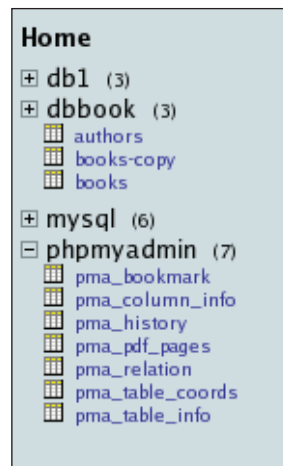 Home
db1 (3)
dbbook (3)
authors
books-copy
books
mysql (6)
phpmyadmin (7)
pma_bookmark
pma_column_info
pma_history
pma_pdf_pages
pma_relation
pma_table_coords
pma_table_info